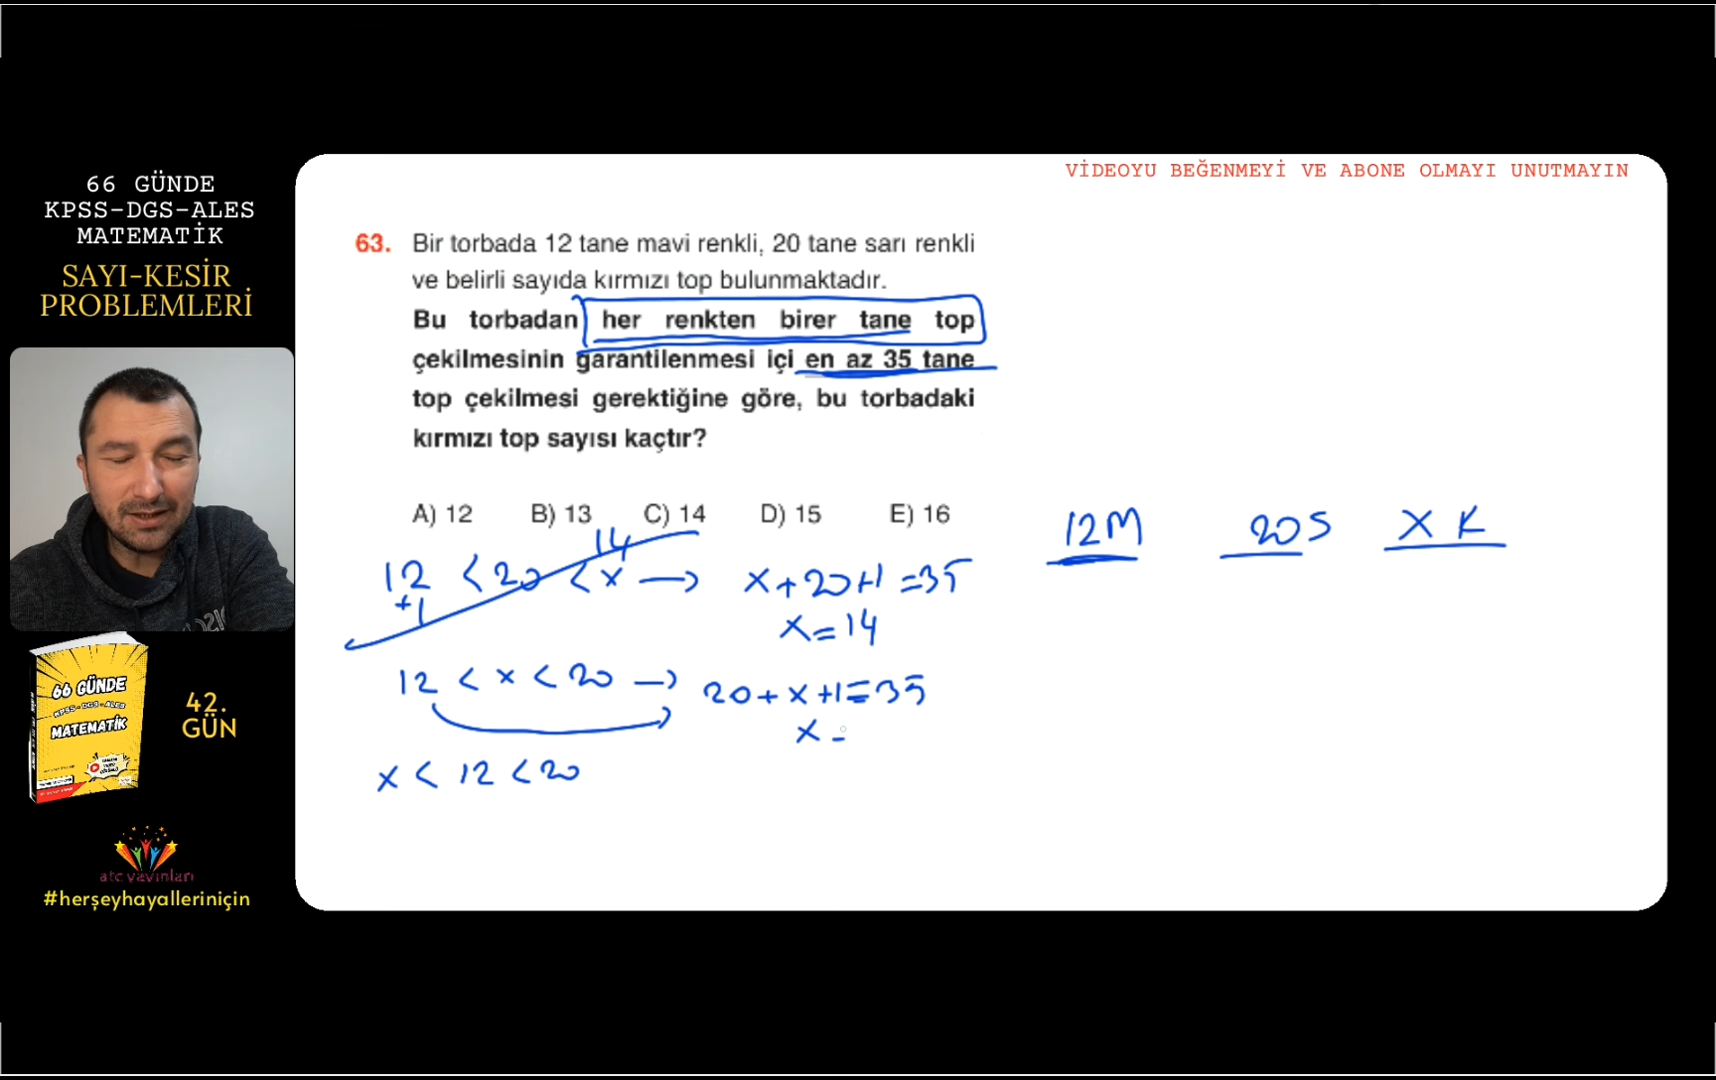 VİDEOYU BEĞENMEYİ VE ABONE OLMAYI UNUTMAYIN
66 GÜNDE
KPSS-DGS-ALES
MATEMATİK
SAYI-KESİR
PROBLEMLERİ
63. Bir torbada 12 tane mavi renkli, 20 tane sarı renkli
ve belirli sayıda kırmızı top bulunmaktadır.
Bu torbadan her renkten birer tane top
çekilmesinin garantilenmesi içi en az 35 tane
top çekilmesi gerektiğine göre, bu torbadaki
kırmızı top sayısı kaçtır?
A) 12 B) 13 C) 14 D) 15 E) 16
12M 20S X K
14
12 < 20 < x → x+20+1=35
+1
x=14
12 < x < 20 → 20+x+1=35
x=
x < 12 < 20
66 GÜNDE
KPSS-DGS-ALES
MATEMATİK
42.
GÜN
atc yayınları
#herşeyhayalleriniçin